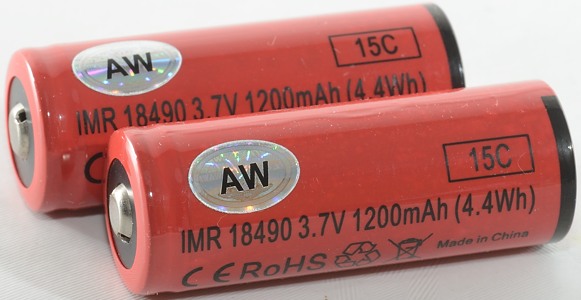 AW
15C
IMR 18490 3.7V 1200mAh (4.4Wh)
C
AW
15C
IMR 18490 3.7V 1200mAh (4.4Wh)
CE RoHS Made in China